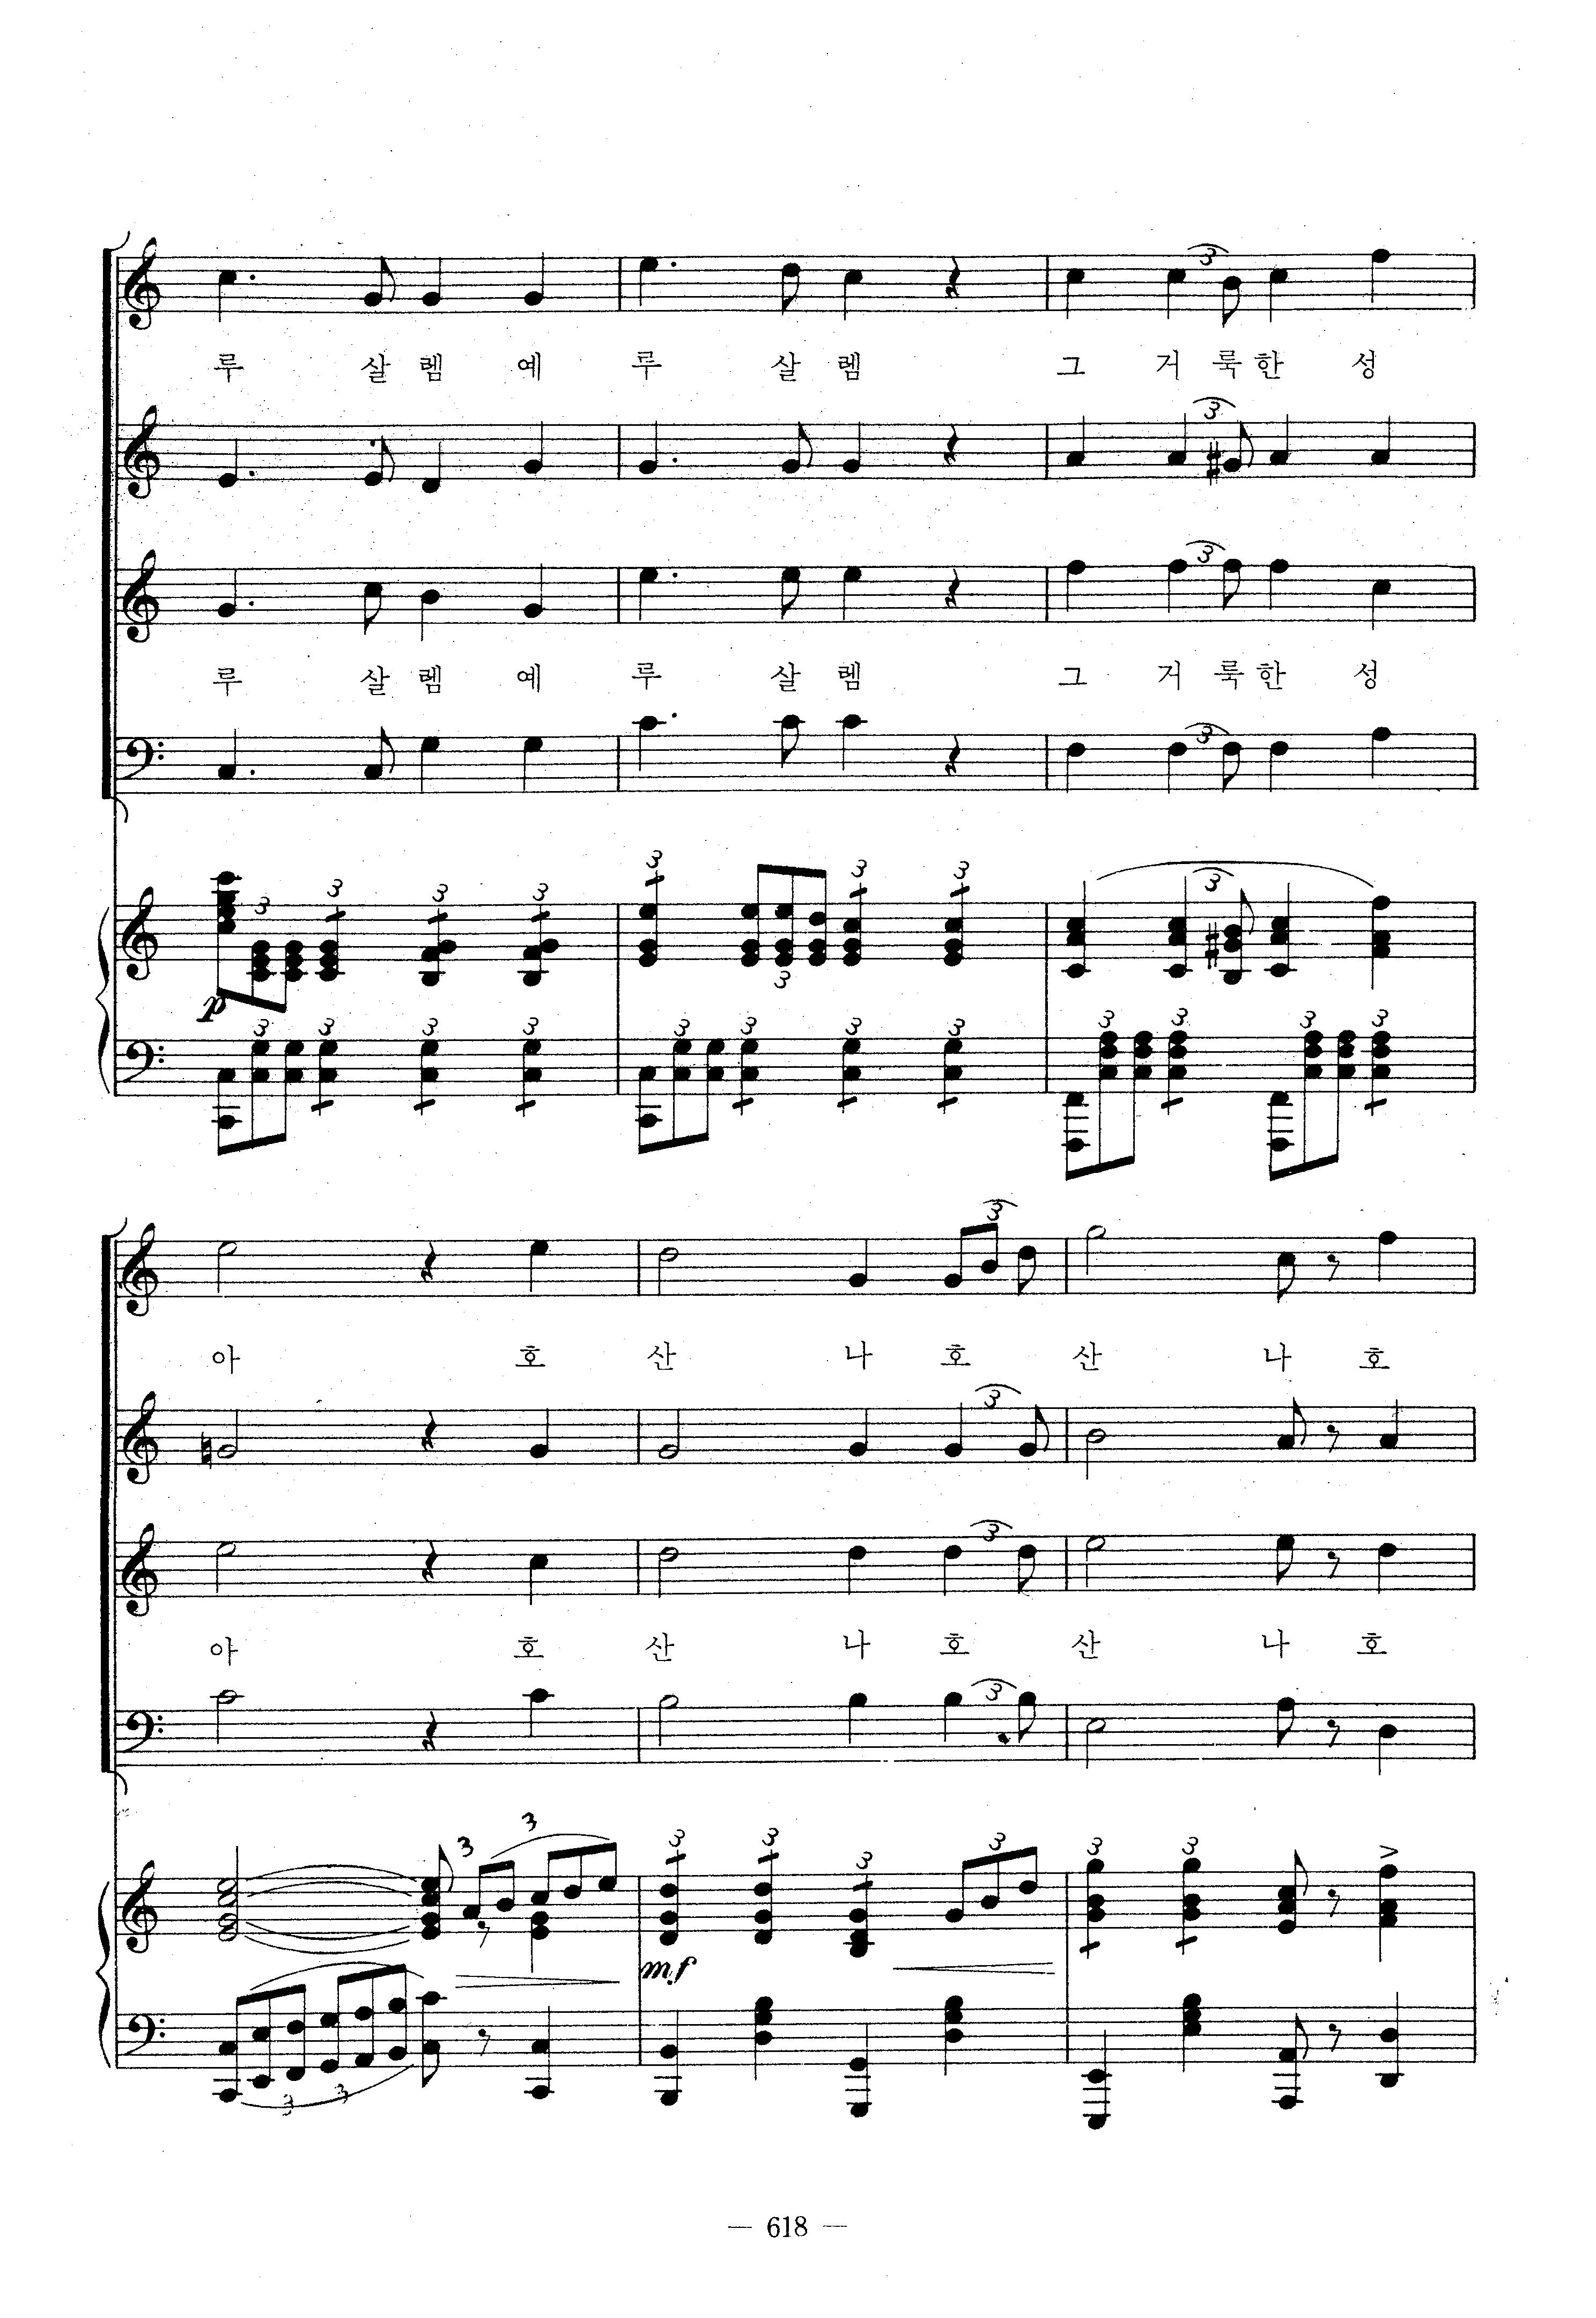 루 살 렘 예 루 살 렘 그 거 룩 한 성
루 살 렘 예 루 살 렘 그 거 룩 한 성
아 호 산 나 호 산 나 호
아 호 산 나 호 산 나 호
— 618 —